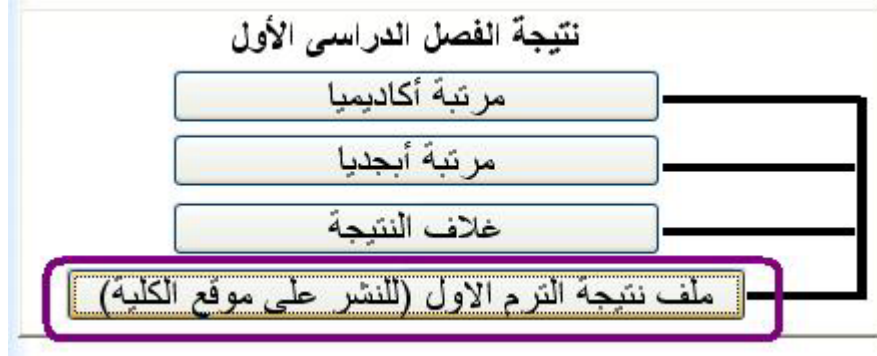 نتيجة الفصل الدراسى الأول
مرتبة أكاديميا
مرتبة أبجديا
غلاف النتيجة
ملف نتيجة الترم الاول (للنشر على موقع الكلية)